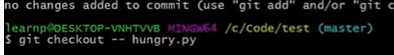 no changes added to commit (use "git add" and/or "git c
learnp@DESKTOP-VNHTVVB MINGW64 /c/Code/test (master)
$ git checkout -- hungry.py